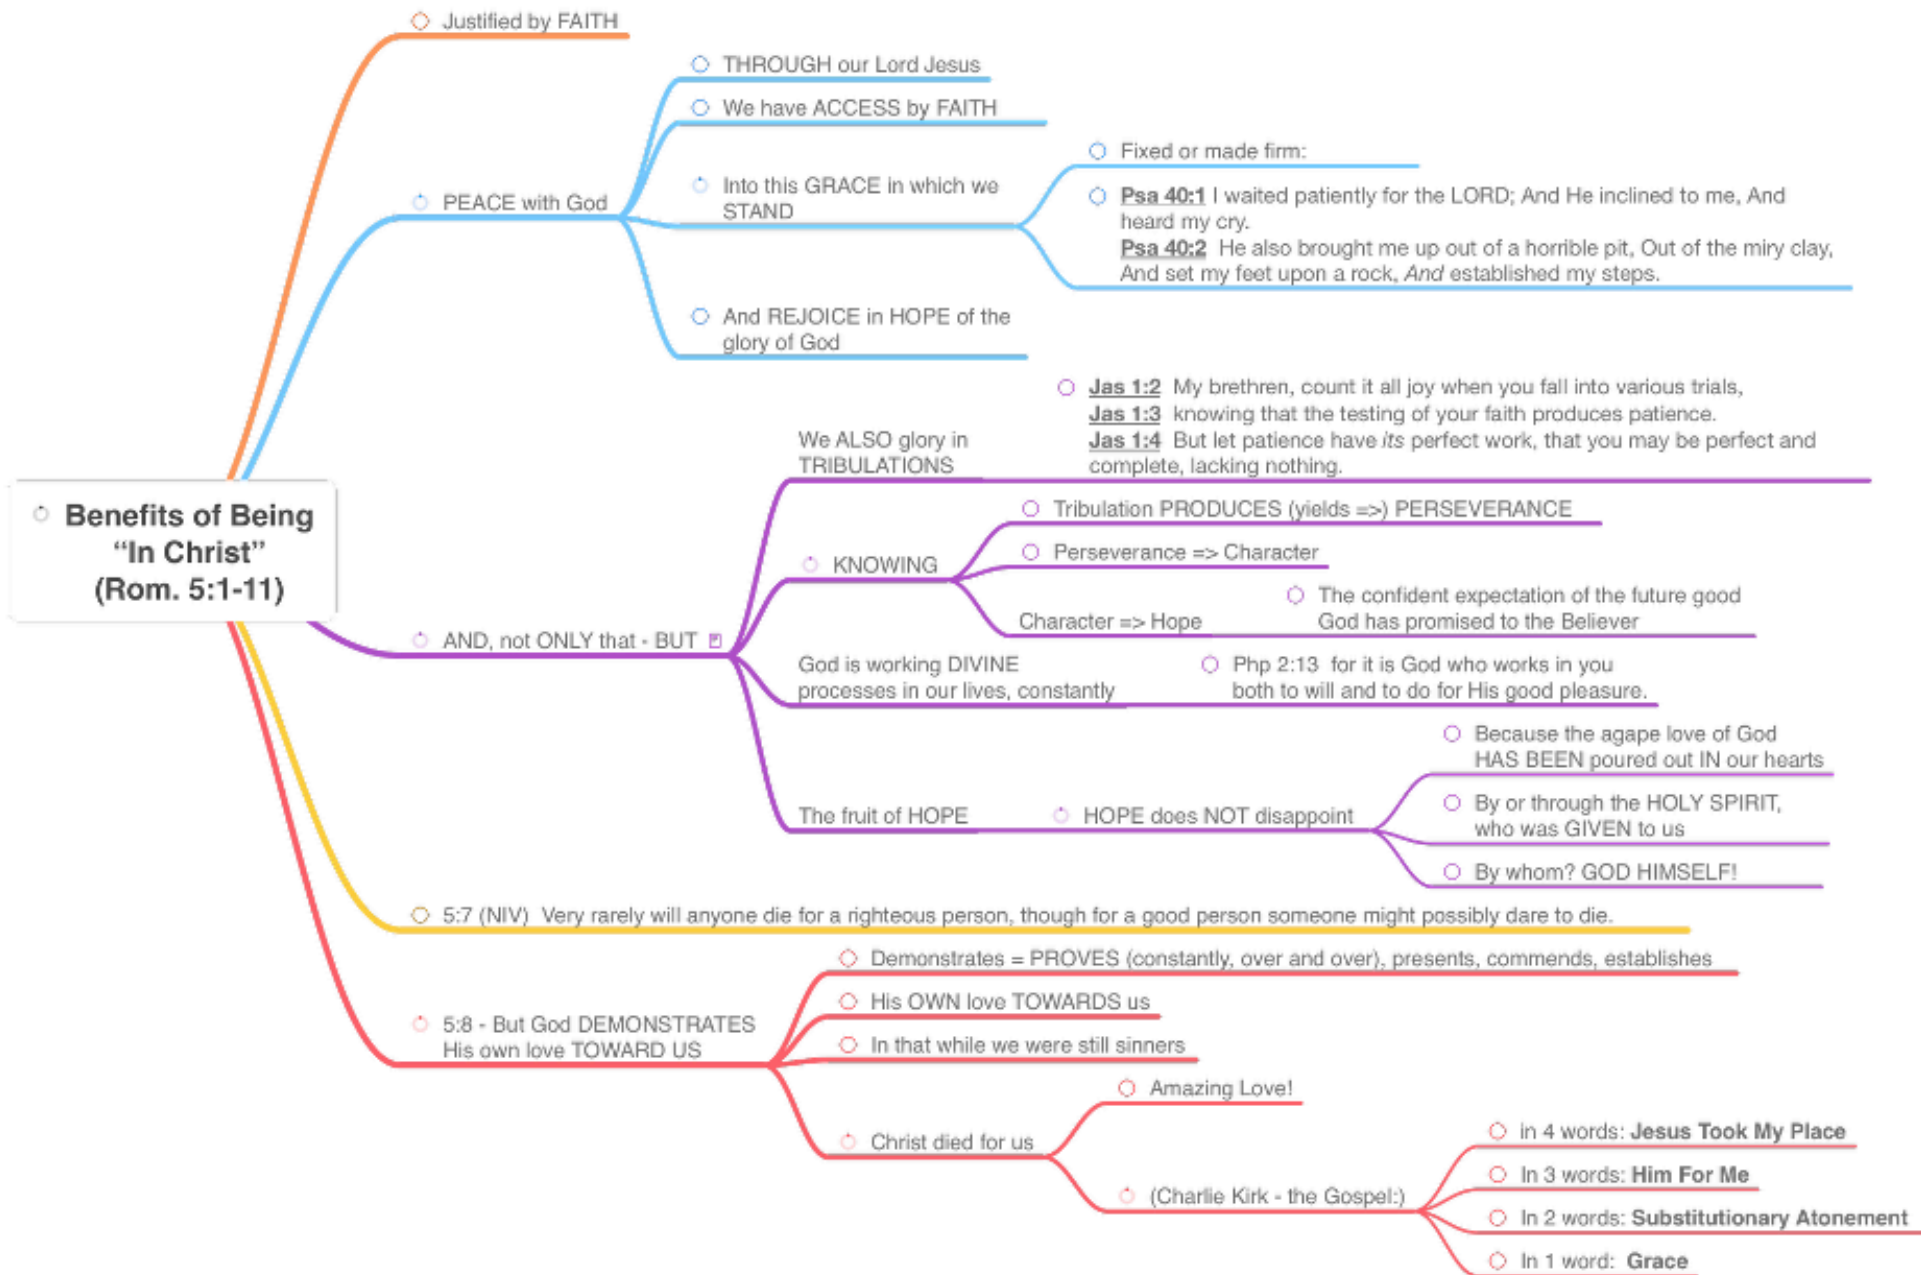 Justified by FAITH
THROUGH our Lord Jesus
We have ACCESS by FAITH
Fixed or made firm:
PEACE with God
Into this GRACE in which we
STAND
Psa 40:1 I waited patiently for the LORD; And He inclined to me, And
heard my cry.
Psa 40:2 He also brought me up out of a horrible pit, Out of the miry clay,
And set my feet upon a rock, And established my steps.
And REJOICE in HOPE of the
glory of God
Benefits of Being
“In Christ”
(Rom. 5:1-11)
AND, not ONLY that - BUT
We ALSO glory in
TRIBULATIONS
Jas 1:2 My brethren, count it all joy when you fall into various trials,
Jas 1:3 knowing that the testing of your faith produces patience.
Jas 1:4 But let patience have its perfect work, that you may be perfect and
complete, lacking nothing.
KNOWING
Tribulation PRODUCES (yields =>) PERSEVERANCE
Perseverance => Character
Character => Hope
The confident expectation of the future good
God has promised to the Believer
God is working DIVINE
processes in our lives, constantly
Php 2:13 for it is God who works in you
both to will and to do for His good pleasure.
The fruit of HOPE
HOPE does NOT disappoint
Because the agape love of God
HAS BEEN poured out IN our hearts
By or through the HOLY SPIRIT,
who was GIVEN to us
By whom? GOD HIMSELF!
5:7 (NIV) Very rarely will anyone die for a righteous person, though for a good person someone might possibly dare to die.
5:8 - But God DEMONSTRATES
His own love TOWARD US
Demonstrates = PROVES (constantly, over and over), presents, commends, establishes
His OWN love TOWARDS us
In that while we were still sinners
Christ died for us
Amazing Love!
(Charlie Kirk - the Gospel:)
in 4 words: Jesus Took My Place
In 3 words: Him For Me
In 2 words: Substitutionary Atonement
In 1 word: Grace